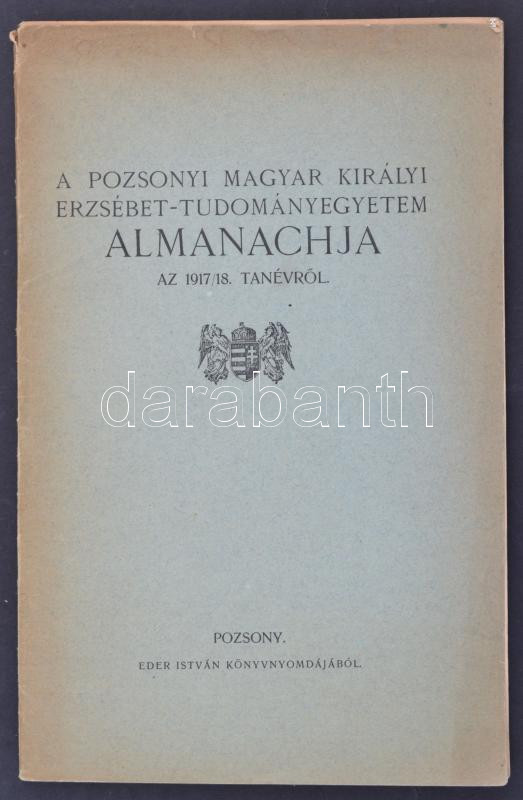 A POZSONYI MAGYAR KIRÁLYI
ERZSÉBET-TUDOMÁNYEGYETEM
ALMANACHJA
AZ 1917/18. TANÉVRŐL.
darabanth
POZSONY.
EDER ISTVÁN KÖNYVNYOMDÁJÁBÓL.